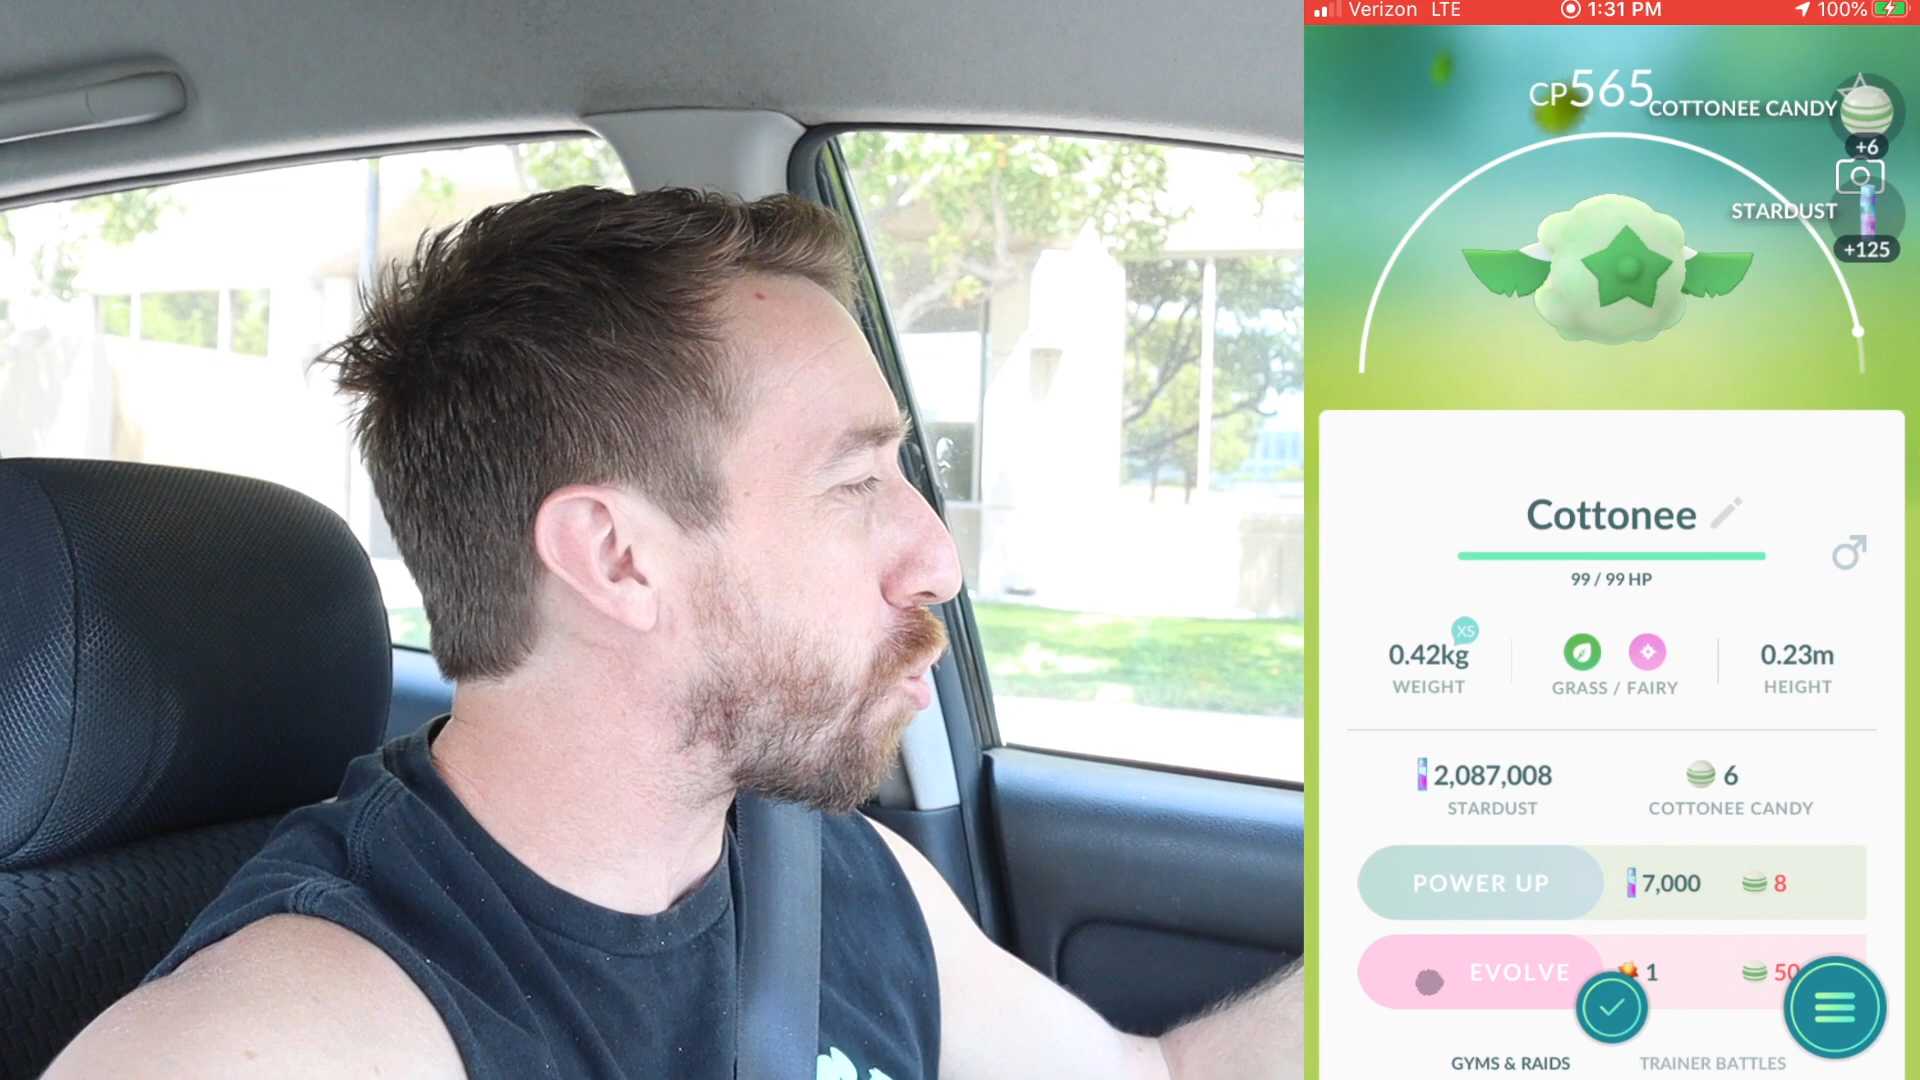 Verizon LTE 1:31 PM 100%
CP565
COTTONEE CANDY
+6
STARDUST
+125
Cottonee
99 / 99 HP
XS
0.42kg
WEIGHT
GRASS / FAIRY
0.23m
HEIGHT
2,087,008
STARDUST
6
COTTONEE CANDY
POWER UP 7,000 8
EVOLVE 1 50
GYMS & RAIDS TRAINER BATTLES